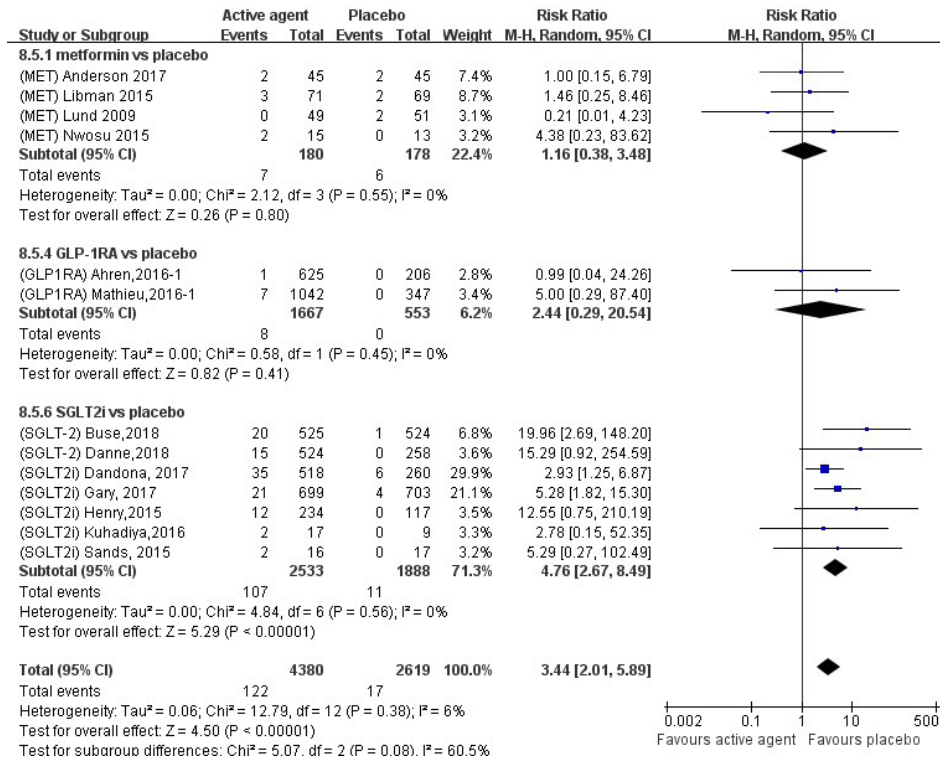 Active agent Placebo Risk Ratio Risk Ratio
Study or Subgroup Events Total Events Total Weight M-H, Random, 95% CI M-H, Random, 95% CI
8.5.1 metformin vs placebo
(MET) Anderson 2017 2 45 2 45 7.4% 1.00 [0.15, 6.79]
(MET) Libman 2015 3 71 2 69 8.7% 1.46 [0.25, 8.46]
(MET) Lund 2009 0 49 2 51 3.1% 0.21 [0.01, 4.23]
(MET) Nwosu 2015 2 15 0 13 3.2% 4.38 [0.23, 83.62]
Subtotal (95% CI) 180 178 22.4% 1.16 [0.38, 3.48]
Total events 7 6
Heterogeneity: Tau² = 0.00; Chi² = 2.12, df = 3 (P = 0.55); I² = 0%
Test for overall effect: Z = 0.26 (P = 0.80)
8.5.4 GLP-1RA vs placebo
(GLP1RA) Ahren,2016-1 1 625 0 206 2.8% 0.99 [0.04, 24.26]
(GLP1RA) Mathieu,2016-1 7 1042 0 347 3.4% 5.00 [0.29, 87.40]
Subtotal (95% CI) 1667 553 6.2% 2.44 [0.29, 20.54]
Total events 8 0
Heterogeneity: Tau² = 0.00; Chi² = 0.58, df = 1 (P = 0.45); I² = 0%
Test for overall effect: Z = 0.82 (P = 0.41)
8.5.6 SGLT2i vs placebo
(SGLT-2) Buse,2018 20 525 1 524 6.8% 19.96 [2.69, 148.20]
(SGLT-2) Danne,2018 15 524 0 258 3.6% 15.29 [0.92, 254.59]
(SGLT2i) Dandona, 2017 35 518 6 260 29.9% 2.93 [1.25, 6.87]
(SGLT2i) Gary, 2017 21 699 4 703 21.1% 5.28 [1.82, 15.30]
(SGLT2i) Henry,2015 12 234 0 117 3.5% 12.55 [0.75, 210.19]
(SGLT2i) Kuhadiya,2016 2 17 0 9 3.3% 2.78 [0.15, 52.35]
(SGLT2i) Sands, 2015 2 16 0 17 3.2% 5.29 [0.27, 102.49]
Subtotal (95% CI) 2533 1888 71.3% 4.76 [2.67, 8.49]
Total events 107 11
Heterogeneity: Tau² = 0.00; Chi² = 4.84, df = 6 (P = 0.56); I² = 0%
Test for overall effect: Z = 5.29 (P < 0.00001)
Total (95% CI) 4380 2619 100.0% 3.44 [2.01, 5.89]
Total events 122 17
Heterogeneity: Tau² = 0.06; Chi² = 12.79, df = 12 (P = 0.38); I² = 6%
Test for overall effect: Z = 4.50 (P < 0.00001)
Test for subgroup differences: Chi² = 5.07, df = 2 (P = 0.08), I² = 60.5%
0.002 0.1 1 10 500
Favours active agent Favours placebo